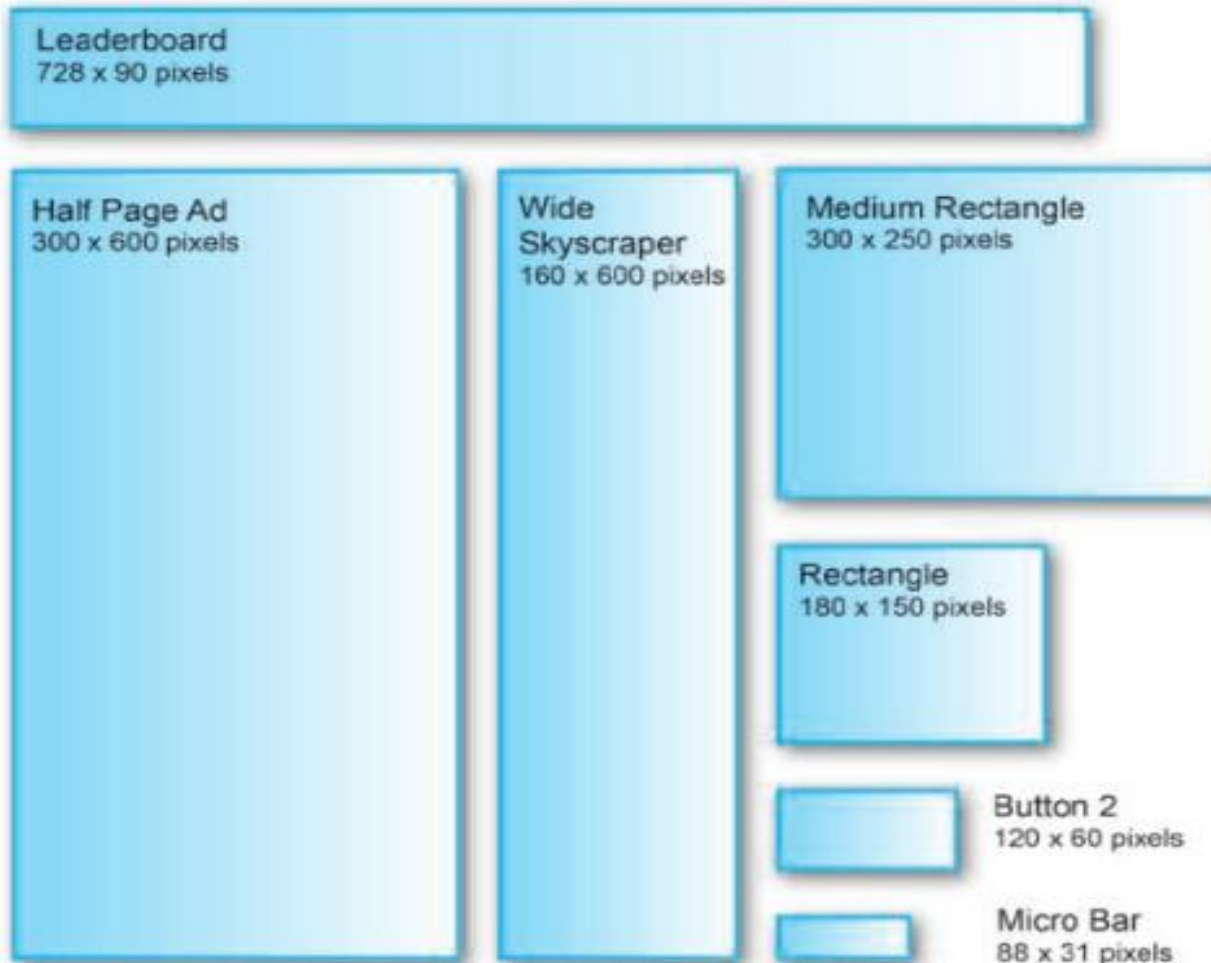 Leaderboard
728 x 90 pixels
Half Page Ad
300 x 600 pixels
Wide
Skyscraper
160 x 600 pixels
Medium Rectangle
300 x 250 pixels
Rectangle
180 x 150 pixels
Button 2
120 x 60 pixels
Micro Bar
88 x 31 pixels